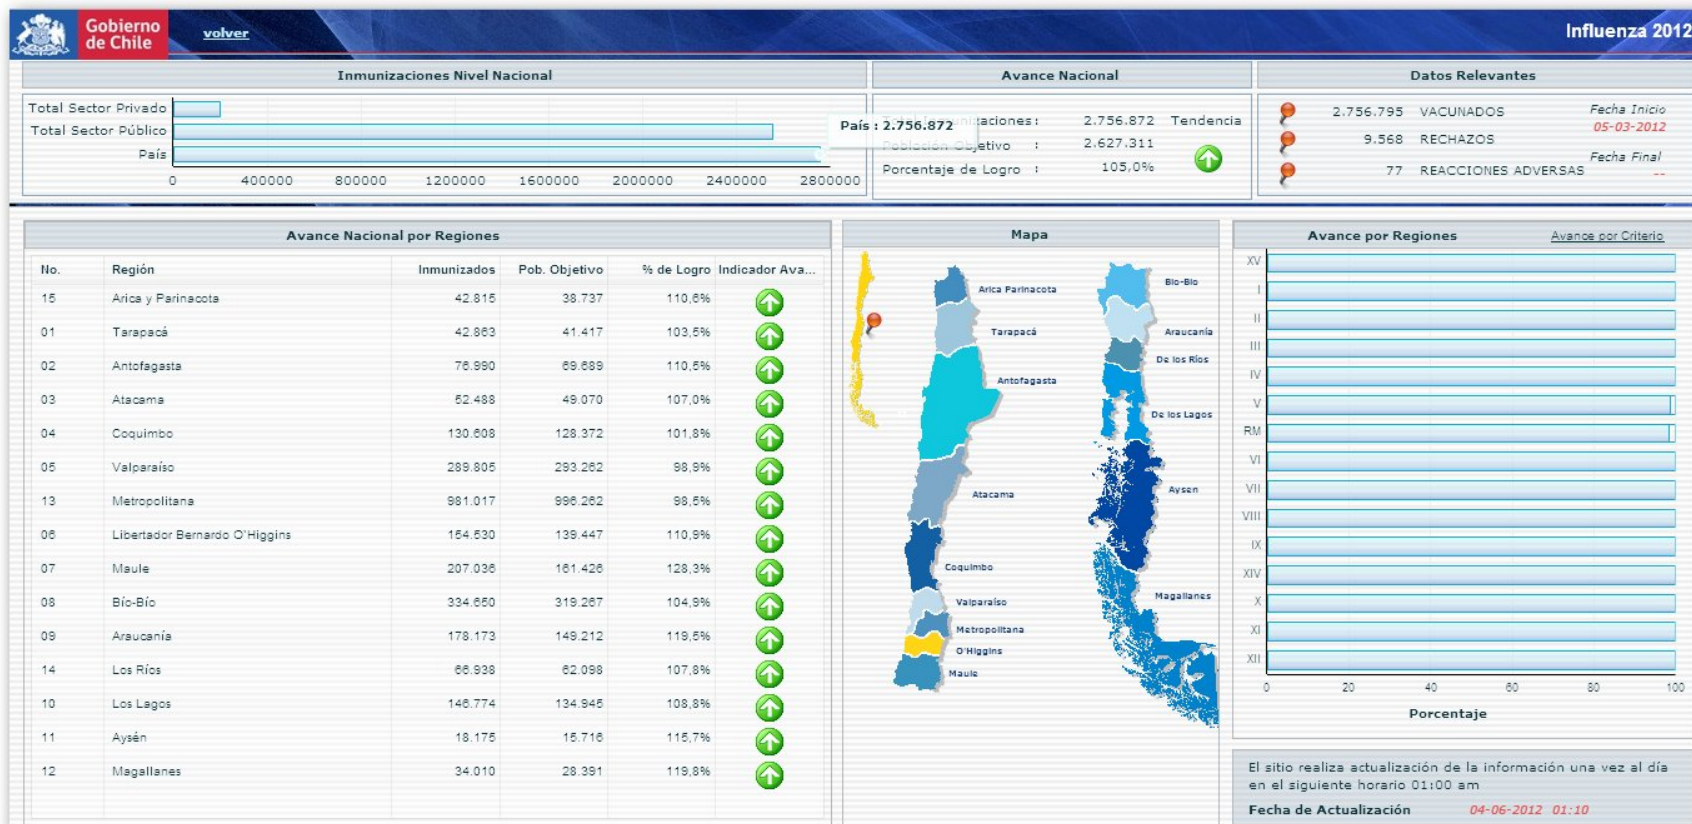 Gobierno
de Chile
volver
Influenza 2012
Inmunizaciones Nivel Nacional
Avance Nacional
Datos Relevantes
Total Sector Privado
Total Sector Público
País
0 400000 800000 1200000 1600000 2000000 2400000 2800000
País : 2.756.872
Total Inmunizaciones: 2.756.872 Tendencia
Población Objetivo : 2.627.311
Porcentaje de Logro : 105,0%
2.756.795 VACUNADOS Fecha Inicio
05-03-2012
9.568 RECHAZOS
Fecha Final
77 REACCIONES ADVERSAS --
Avance Nacional por Regiones
No. Región Inmunizados Pob. Objetivo % de Logro Indicador Ava...
15 Arica y Parinacota 42.815 38.737 110,6%
01 Tarapacá 42.863 41.417 103,5%
02 Antofagasta 76.990 69.689 110,5%
03 Atacama 52.488 49.070 107,0%
04 Coquimbo 130.608 128.372 101,8%
05 Valparaíso 289.805 293.262 98,9%
13 Metropolitana 981.017 996.262 98,5%
06 Libertador Bernardo O'Higgins 154.530 139.447 110,9%
07 Maule 207.036 161.426 128,3%
08 Bío-Bío 334.650 319.267 104,9%
09 Araucanía 178.173 149.212 119,5%
14 Los Ríos 66.938 62.098 107,8%
10 Los Lagos 146.774 134.945 108,8%
11 Aysén 18.175 15.716 115,7%
12 Magallanes 34.010 28.391 119,8%
Mapa
Arica Parinacota
Tarapacá
Antofagasta
Atacama
Coquimbo
Valparaíso
Metropolitana
O'Higgins
Maule
Bio-Bio
Araucanía
De los Ríos
De los Lagos
Aysen
Magallanes
Avance por Regiones
Avance por Criterio
XV
I
II
III
IV
V
RM
VI
VII
VIII
IX
XIV
X
XI
XII
0 20 40 60 80 100
Porcentaje
El sitio realiza actualización de la información una vez al día
en el siguiente horario 01:00 am
Fecha de Actualización 04-06-2012 01:10